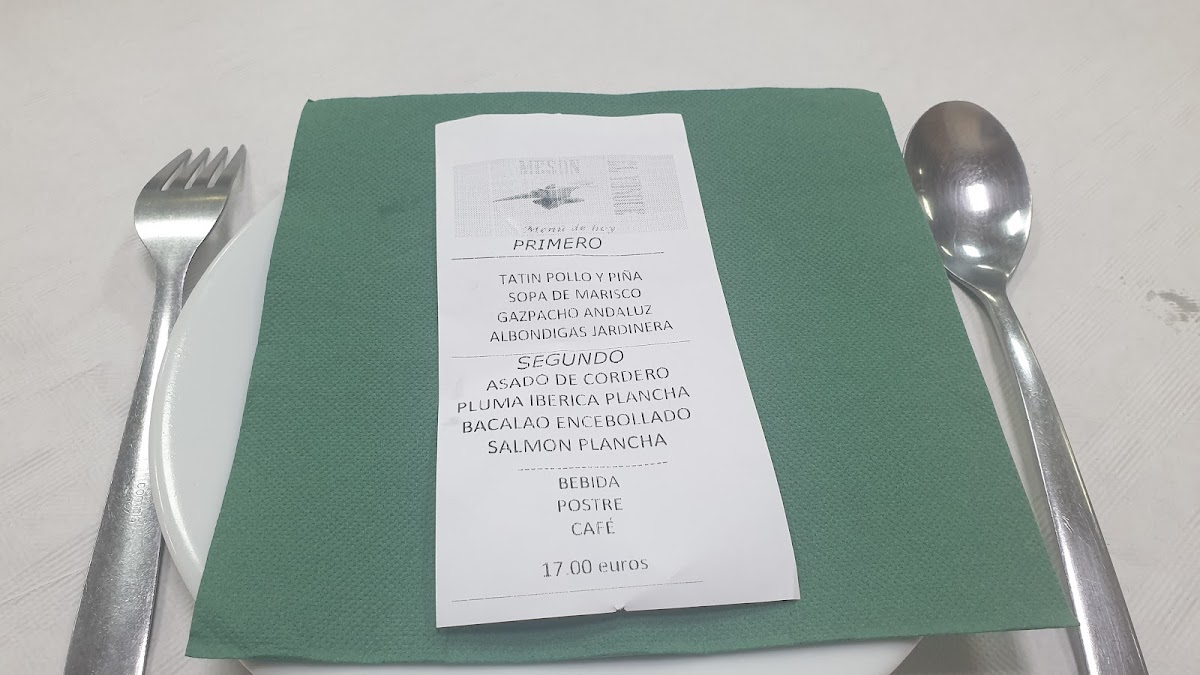 MESON
Menú de hoy
PRIMERO
TATIN POLLO Y PIÑA
SOPA DE MARISCO
GAZPACHO ANDALUZ
ALBONDIGAS JARDINERA
SEGUNDO
ASADO DE CORDERO
PLUMA IBERICA PLANCHA
BACALAO ENCEBOLLADO
SALMON PLANCHA
BEBIDA
POSTRE
CAFÉ
17.00 euros